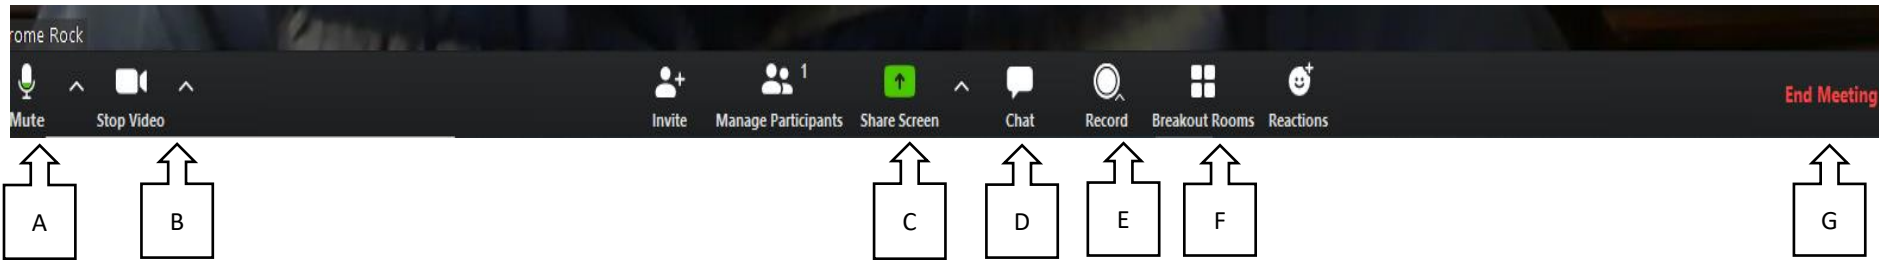 rome Rock
1
Mute Stop Video Invite Manage Participants Share Screen Chat Record Breakout Rooms Reactions End Meeting
A B C D E F G